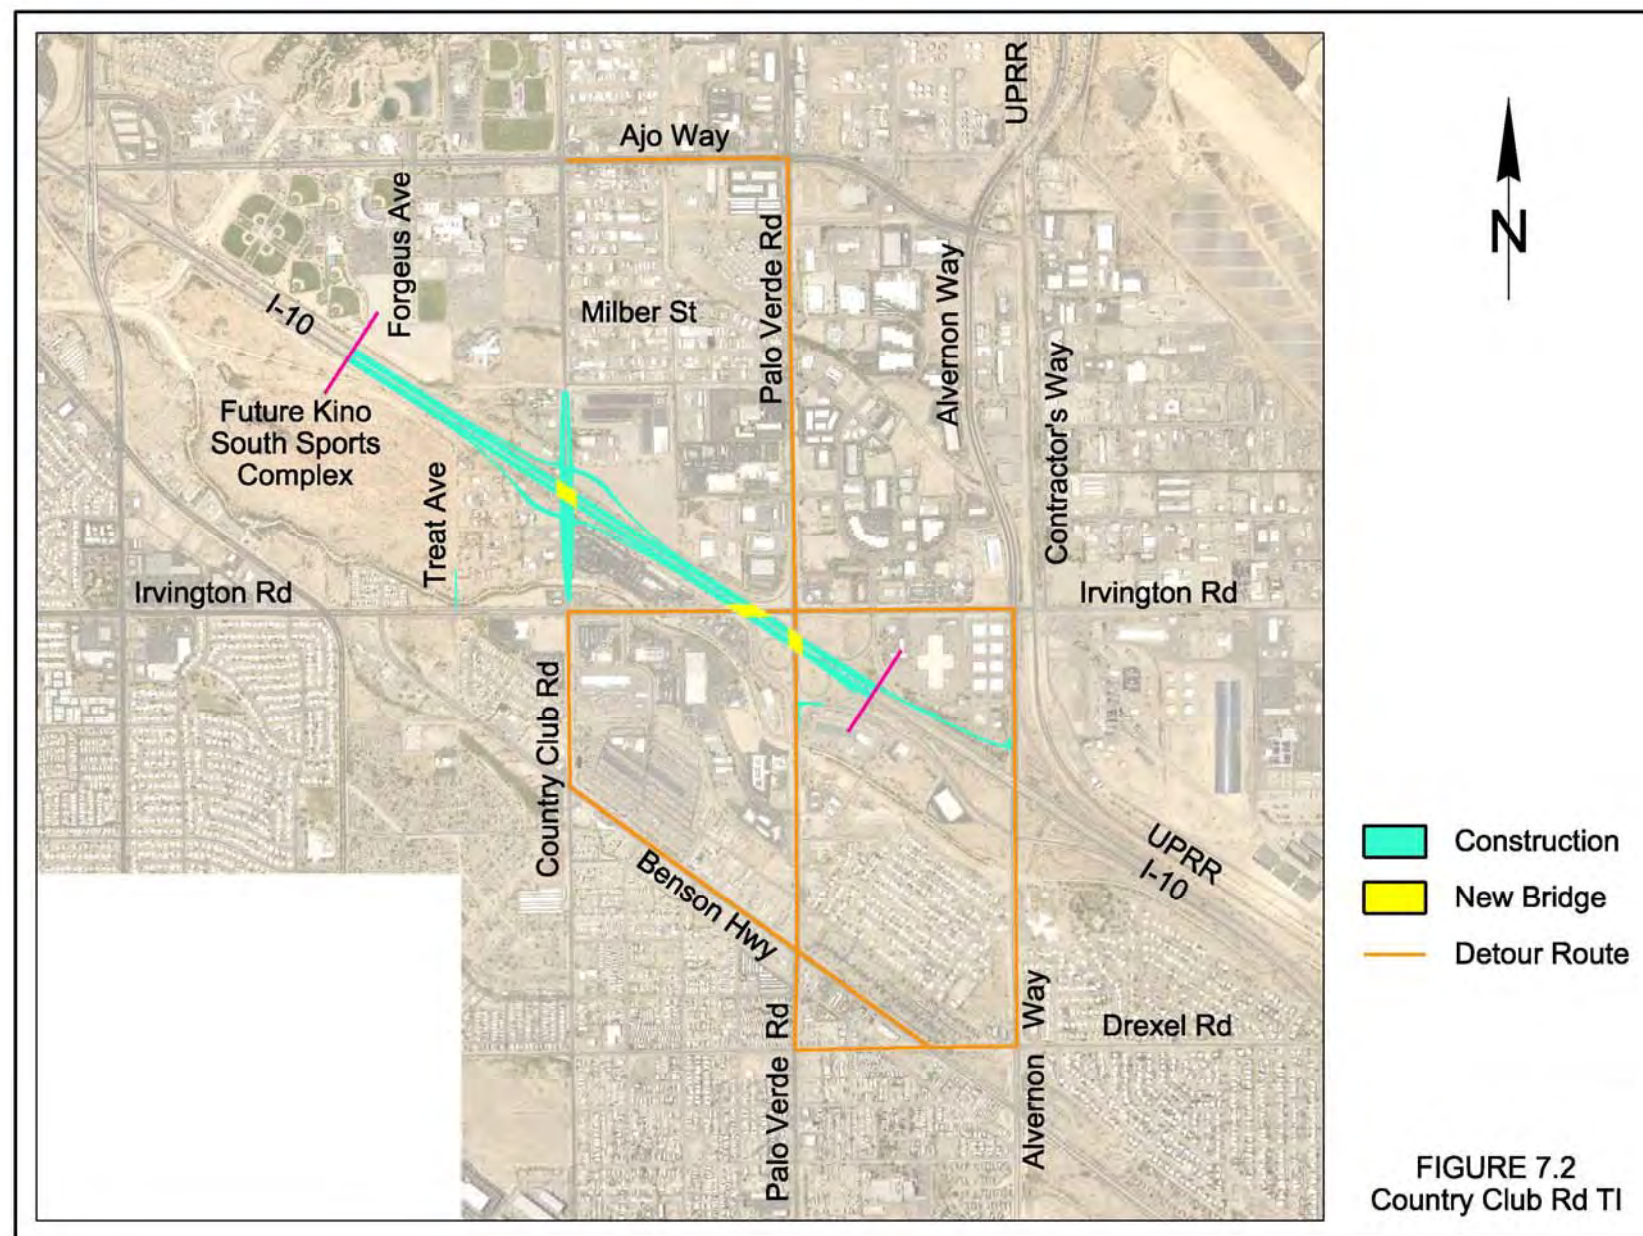 UPRR
Ajo Way
Forgeus Ave
Palo Verde Rd
I-10
Milber St
Alvernon Way
Contractor's Way
Future Kino
South Sports
Complex
Treat Ave
Irvington Rd
Irvington Rd
Country Club Rd
Benson Hwy
UPRR
I-10
Palo Verde Rd
Alvernon Way
Drexel Rd
N
Construction
New Bridge
Detour Route
FIGURE 7.2
Country Club Rd TI